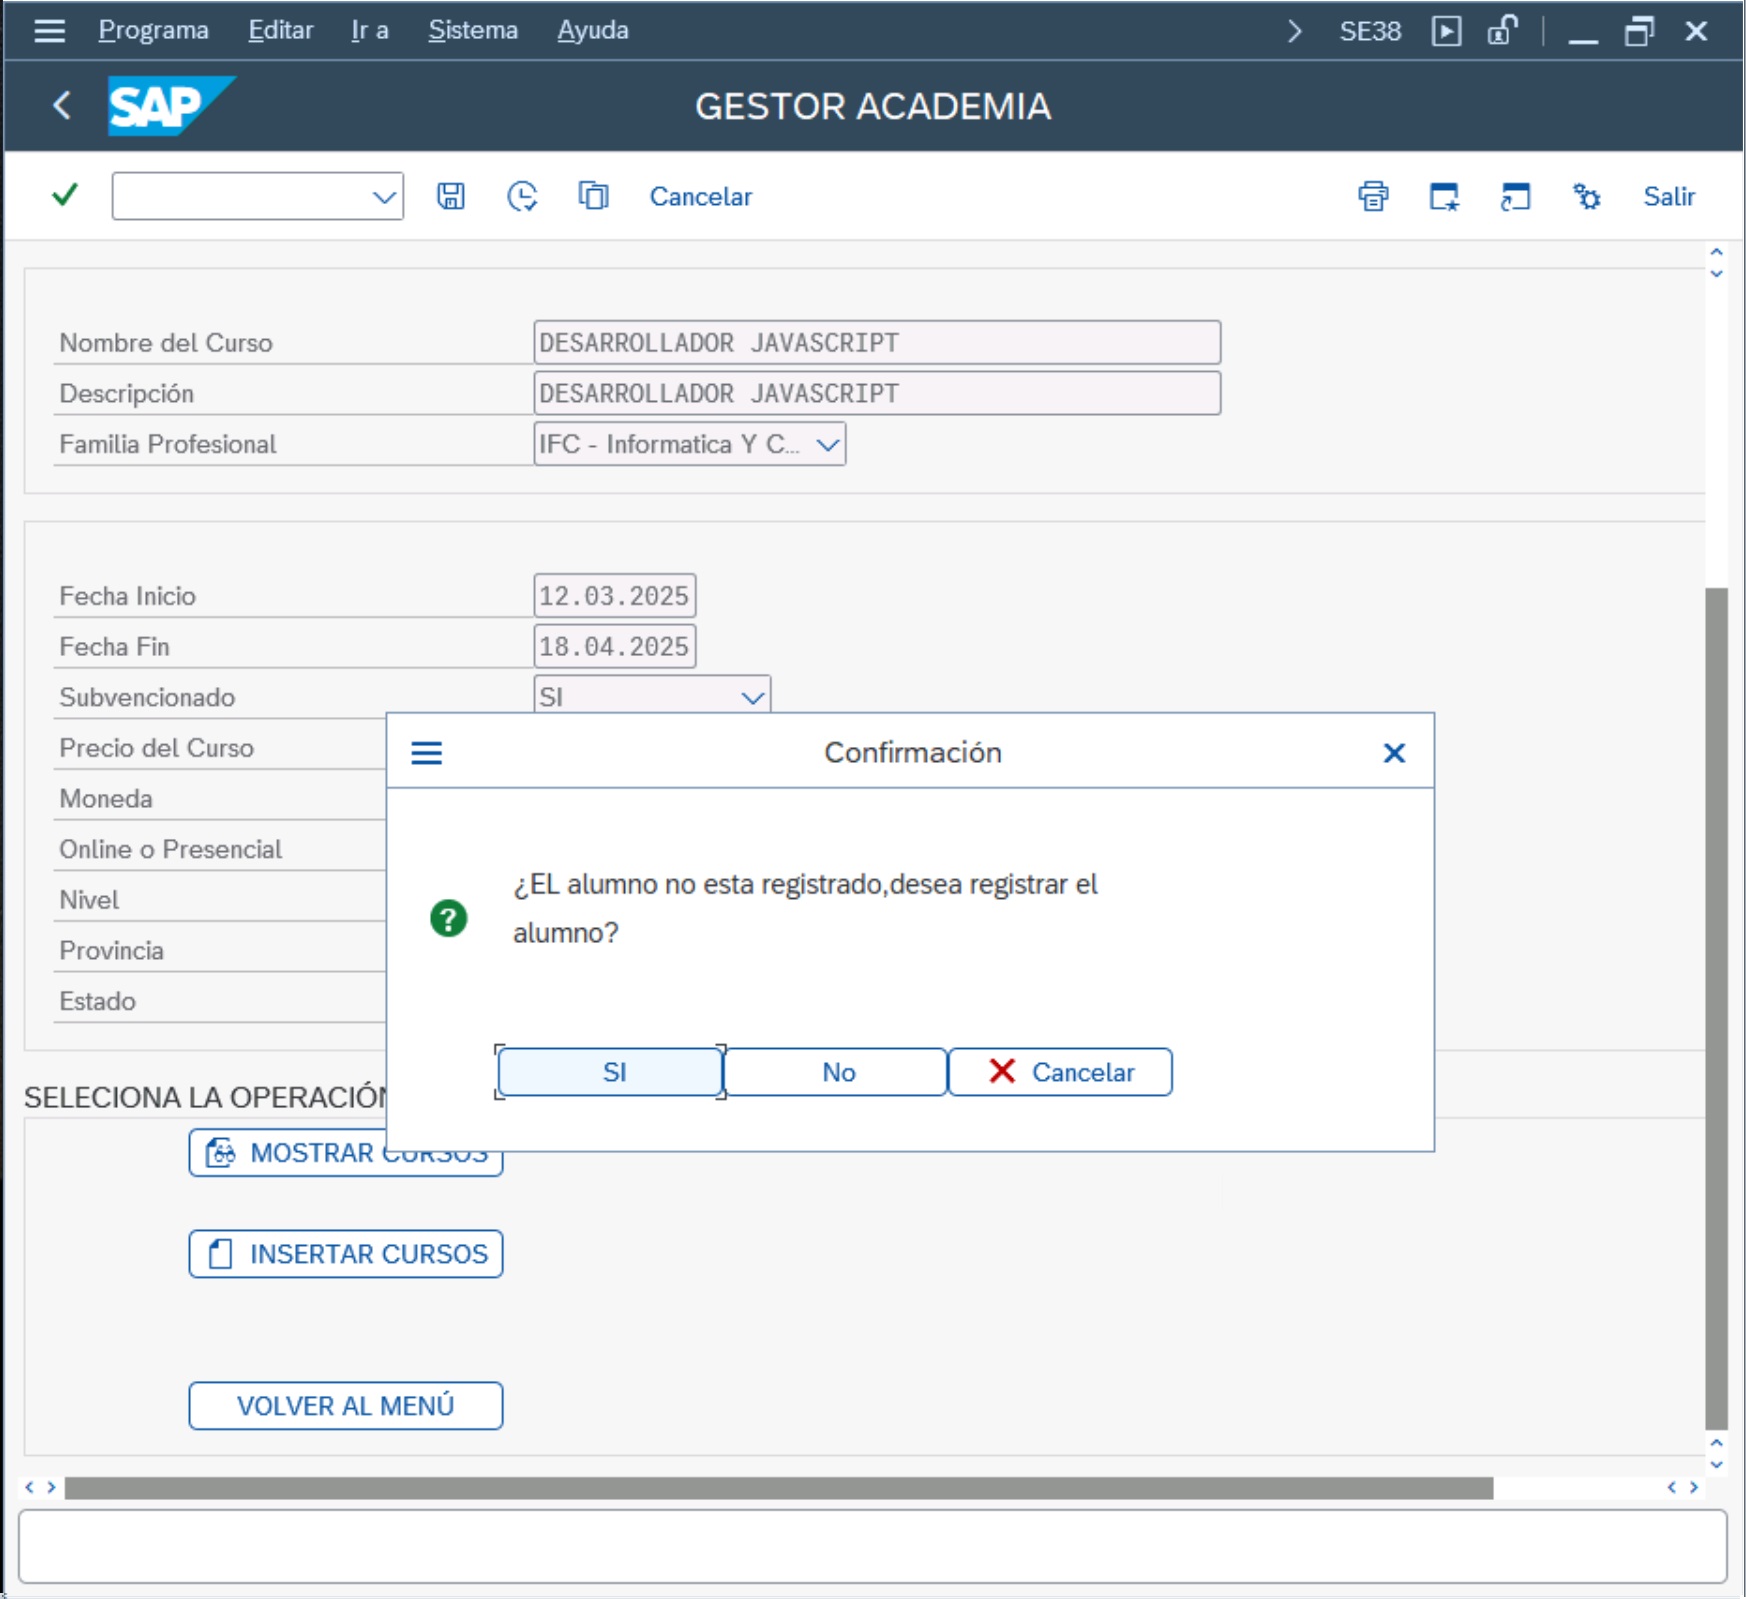 Programa Editar Ir a Sistema Ayuda SE38
SAP GESTOR ACADEMIA
Cancelar Salir
Nombre del Curso DESARROLLADOR JAVASCRIPT
Descripción DESARROLLADOR JAVASCRIPT
Familia Profesional IFC - Informatica Y C...
Fecha Inicio 12.03.2025
Fecha Fin 18.04.2025
Subvencionado SI
Precio del Curso
Moneda
Online o Presencial
Nivel
Provincia
Estado
Confirmación
¿EL alumno no esta registrado,desea registrar el
alumno?
SI No Cancelar
SELECIONA LA OPERACIÓN
MOSTRAR CURSOS
INSERTAR CURSOS
VOLVER AL MENÚ